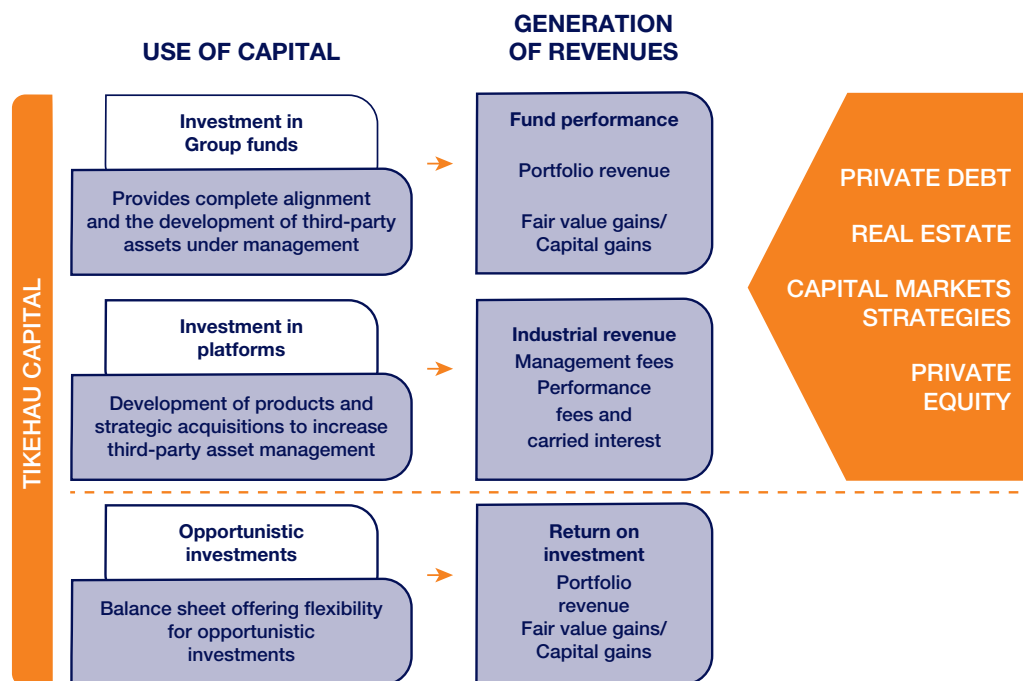 USE OF CAPITAL
GENERATION
OF REVENUES
TIKEHAU CAPITAL
Investment in
Group funds
Provides complete alignment
and the development of third-party
assets under management
Fund performance
Portfolio revenue
Fair value gains/
Capital gains
Investment in
platforms
Development of products and
strategic acquisitions to increase
third-party asset management
Industrial revenue
Management fees
Performance
fees and
carried interest
Opportunistic
investments
Balance sheet offering flexibility
for opportunistic
investments
Return on
investment
Portfolio
revenue
Fair value gains/
Capital gains
PRIVATE DEBT
REAL ESTATE
CAPITAL MARKETS
STRATEGIES
PRIVATE
EQUITY